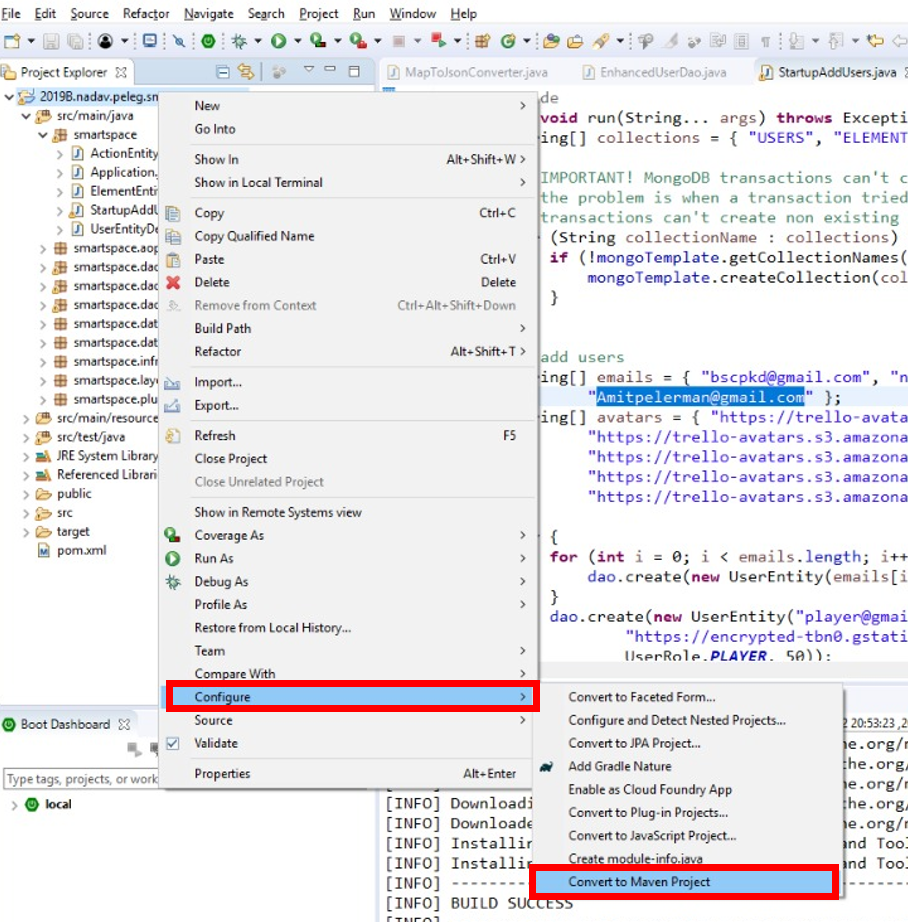 File Edit Source Refactor Navigate Search Project Run Window Help
Project Explorer
MapToJsonConverter.java EnhancedUserDao.java StartupAddUsers.java
2019B.nadav.peleg.sn
src/main/java
smartspace
ActionEntity
Application.
ElementEntit
StartupAddU
UserEntityDe
smartspace.aop
smartspace.dao
smartspace.dao
smartspace.dao
smartspace.dat
smartspace.dat
smartspace.infr
smartspace.laye
smartspace.plu
src/main/resource
src/test/java
JRE System Library
Referenced Librari
public
src
target
pom.xml
New
Go Into
Show In Alt+Shift+W
Show in Local Terminal
Copy Ctrl+C
Copy Qualified Name
Paste Ctrl+V
Delete Delete
Remove from Context Ctrl+Alt+Shift+Down
Build Path
Refactor Alt+Shift+T
Import...
Export...
Refresh F5
Close Project
Close Unrelated Project
Show in Remote Systems view
Coverage As
Run As
Debug As
Profile As
Restore from Local History...
Team
Compare With
Configure
Source
Validate
Properties Alt+Enter
de
void run(String... args) throws Excepti
ing[] collections = { "USERS", "ELEMENT
IMPORTANT! MongoDB transactions can't c
the problem is when a transaction tried
transactions can't create non existing
(String collectionName : collections)
if (!mongoTemplate.getCollectionNames(
mongoTemplate.createCollection(col
}
add users
ing[] emails = { "bscpkd@gmail.com", "n
"Amitpelerman@gmail.com" };
ing[] avatars = { "https://trello-avata
"https://trello-avatars.s3.amazona
"https://trello-avatars.s3.amazona
"https://trello-avatars.s3.amazona
"https://trello-avatars.s3.amazona
{
for (int i = 0; i < emails.length; i++
dao.create(new UserEntity(emails[i
}
dao.create(new UserEntity("player@gmai
"https://encrypted-tbn0.gstati
UserRole.PLAYER, 50));
Convert to Faceted Form...
Configure and Detect Nested Projects...
Convert to JPA Project...
Add Gradle Nature
Enable as Cloud Foundry App
Convert to Plug-in Projects...
Convert to JavaScript Project...
Create module-info.java
Convert to Maven Project
Boot Dashboard
Type tags, projects, or work
local
2 20:53:23 ,2
he.org/m
che.org/
he.org/m
[INFO] Downloadi che.org/
[INFO] Downloade he.org/m
[INFO] Installin and Tool
[INFO] Installin and Tool
[INFO] ---------
[INFO] BUILD SUCCESS